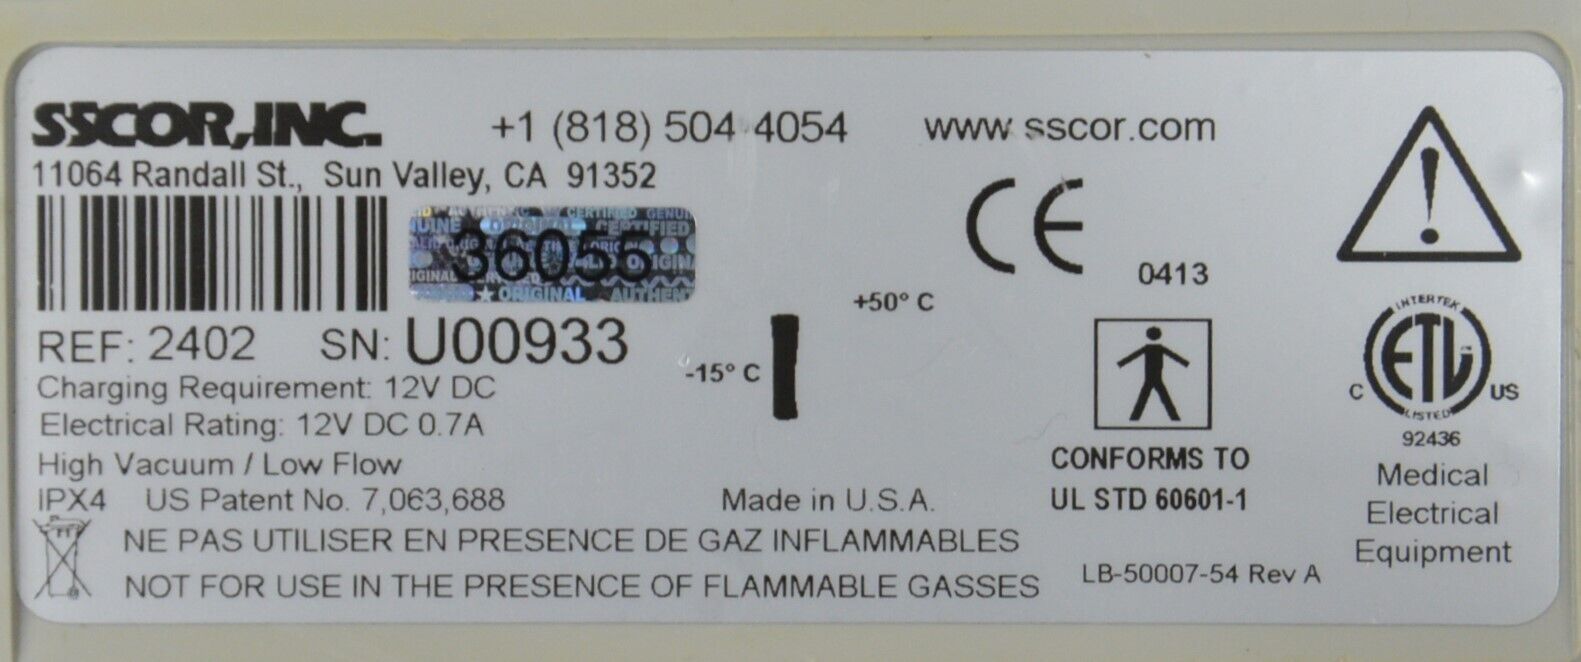 SSCOR, INC. +1 (818) 504 4054 www.sscor.com
11064 Randall St., Sun Valley, CA 91352
36055
REF: 2402 SN: U00933
Charging Requirement: 12V DC
Electrical Rating: 12V DC 0.7A
High Vacuum / Low Flow
IPX4 US Patent No. 7,063,688 Made in U.S.A.
NE PAS UTILISER EN PRESENCE DE GAZ INFLAMMABLES
NOT FOR USE IN THE PRESENCE OF FLAMMABLE GASSES
+50° C
-15° C
CE 0413
CONFORMS TO
UL STD 60601-1
LB-50007-54 Rev A
INTERTEK
C ETL US
LISTED
92436
Medical
Electrical
Equipment